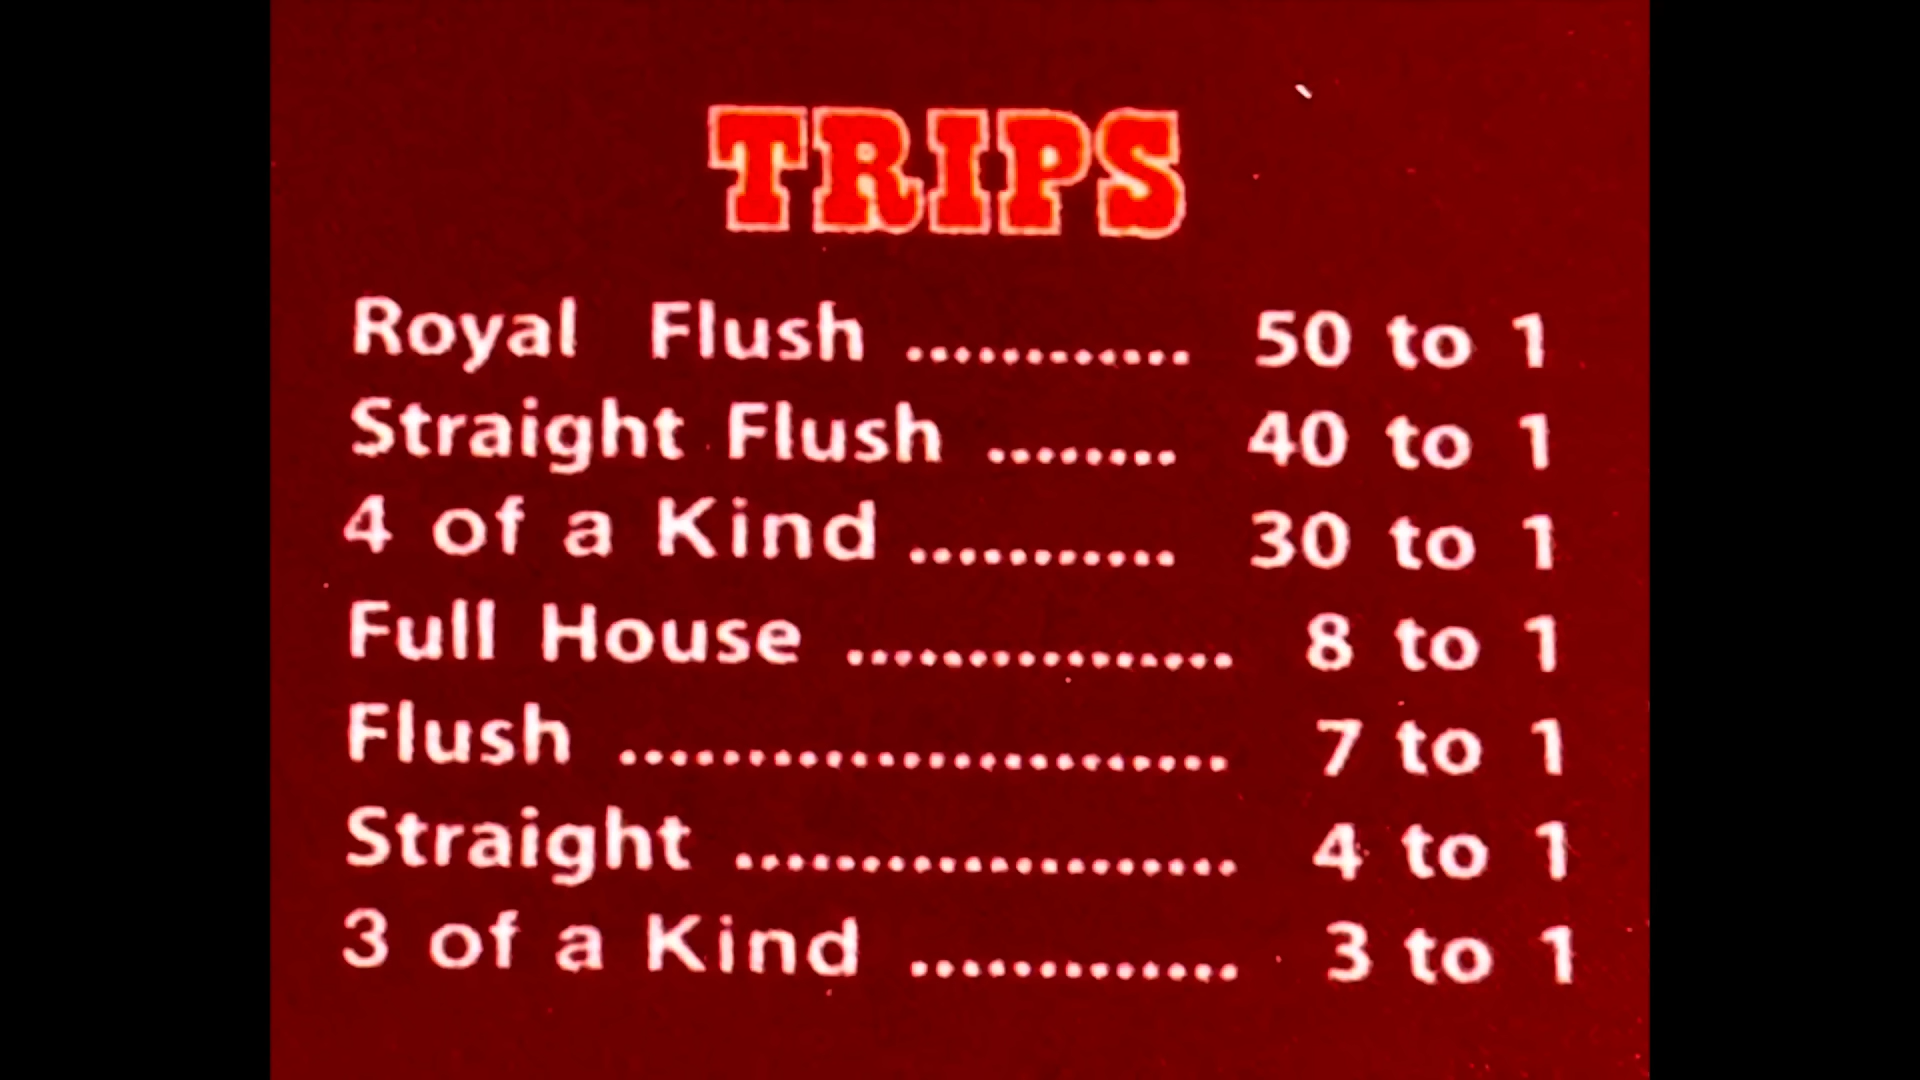 TRIPS
Royal Flush ............ 50 to 1
Straight Flush ........ 40 to 1
4 of a Kind ........... 30 to 1
Full House ................ 8 to 1
Flush ........................ 7 to 1
Straight .................... 4 to 1
3 of a Kind ............. 3 to 1